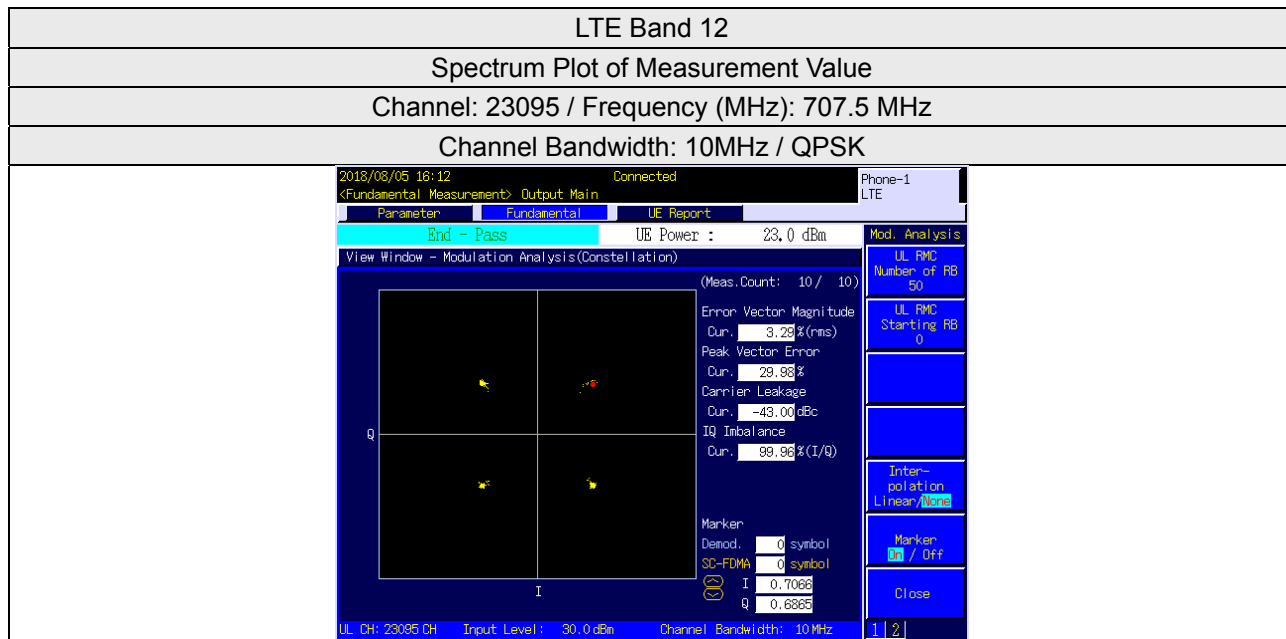 LTE Band 12
Spectrum Plot of Measurement Value
Channel: 23095 / Frequency (MHz): 707.5 MHz
Channel Bandwidth: 10MHz / QPSK
2018/08/05 16:12 Connected Phone-1
<Fundamental Measurement> Output Main LTE
Parameter Fundamental UE Report
End - Pass UE Power : 23.0 dBm Mod. Analysis
View Window - Modulation Analysis(Constellation)
(Meas.Count: 10/ 10)
Error Vector Magnitude
Cur. 3.29%(rms)
Peak Vector Error
Cur. 29.98%
Carrier Leakage
Cur. -43.00dBc
IQ Imbalance
Cur. 99.96%(I/Q)
Q
I
Marker
Demod. 0 symbol
SC-FDMA 0 symbol
I 0.7066
Q 0.6865
UL RMC
Number of RB
50
UL RMC
Starting RB
0
Inter-
polation
Linear/None
Marker
On / Off
Close
UL CH: 23095 CH Input Level: 30.0 dBm Channel Bandwidth: 10 MHz 1 2